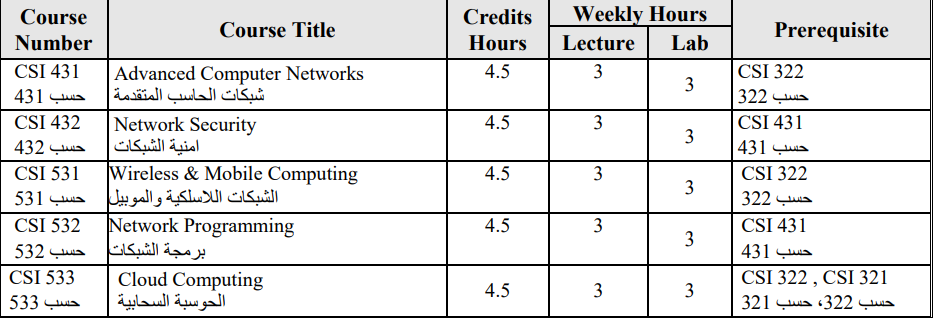 Course Number Course Title Credits Hours Weekly Hours Prerequisite
Lecture Lab
CSI 431 Advanced Computer Networks 4.5 3 3 CSI 322
حسب 431 شبكات الحاسب المتقدمة حسب 322
CSI 432 Network Security 4.5 3 3 CSI 431
حسب 432 امنية الشبكات حسب 431
CSI 531 Wireless & Mobile Computing 4.5 3 3 CSI 322
حسب 531 الشبكات اللاسلكية والموبيل حسب 322
CSI 532 Network Programming 4.5 3 3 CSI 431
حسب 532 برمجة الشبكات حسب 431
CSI 533 Cloud Computing 4.5 3 3 CSI 322 , CSI 321
حسب 533 الحوسبة السحابية حسب 322، حسب 321